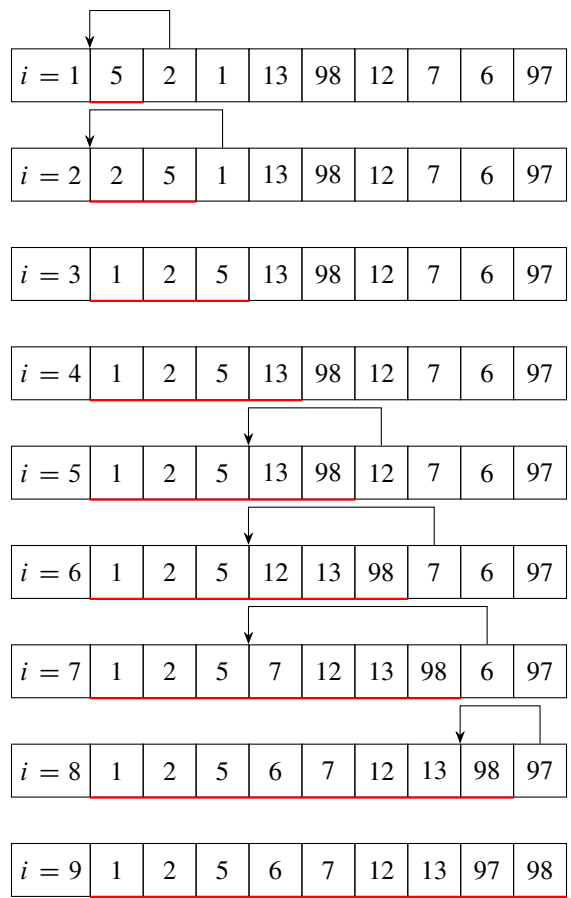 i = 1 5 2 1 13 98 12 7 6 97
i = 2 2 5 1 13 98 12 7 6 97
i = 3 1 2 5 13 98 12 7 6 97
i = 4 1 2 5 13 98 12 7 6 97
i = 5 1 2 5 13 98 12 7 6 97
i = 6 1 2 5 12 13 98 7 6 97
i = 7 1 2 5 7 12 13 98 6 97
i = 8 1 2 5 6 7 12 13 98 97
i = 9 1 2 5 6 7 12 13 97 98